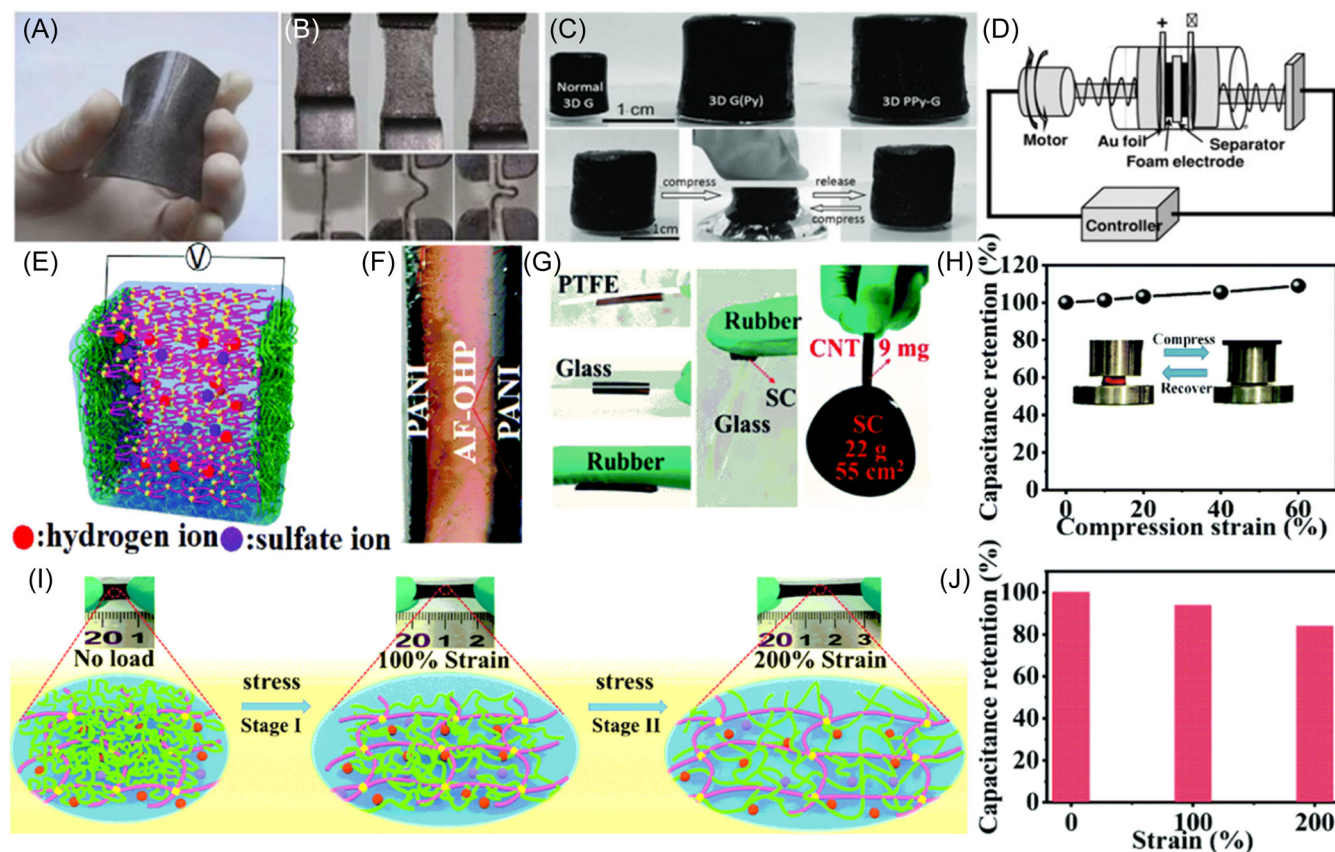 (A)
(B)
(C)
Normal
3D G
1 cm
3D G(Py)
3D PPy-G
compress
release
compress
1cm
(D)
+
Motor
Au foil
Separator
Foam electrode
Controller
(E)
V
:hydrogen ion
:sulfate ion
(F)
PANI
AF-OHP
PANI
(G)
PTFE
Glass
Rubber
Rubber
SC
Glass
CNT 9 mg
SC
22 g
55 cm²
(H)
Capacitance retention (%)
120
100
80
60
40
20
0
Compress
Recover
0 20 40 60
Compression strain (%)
(I)
20 1
No load
stress
Stage I
20 1 2
100% Strain
stress
Stage II
20 1 2 3
200% Strain
(J)
Capacitance retention (%)
100
80
60
40
20
0
0 100 200
Strain (%)